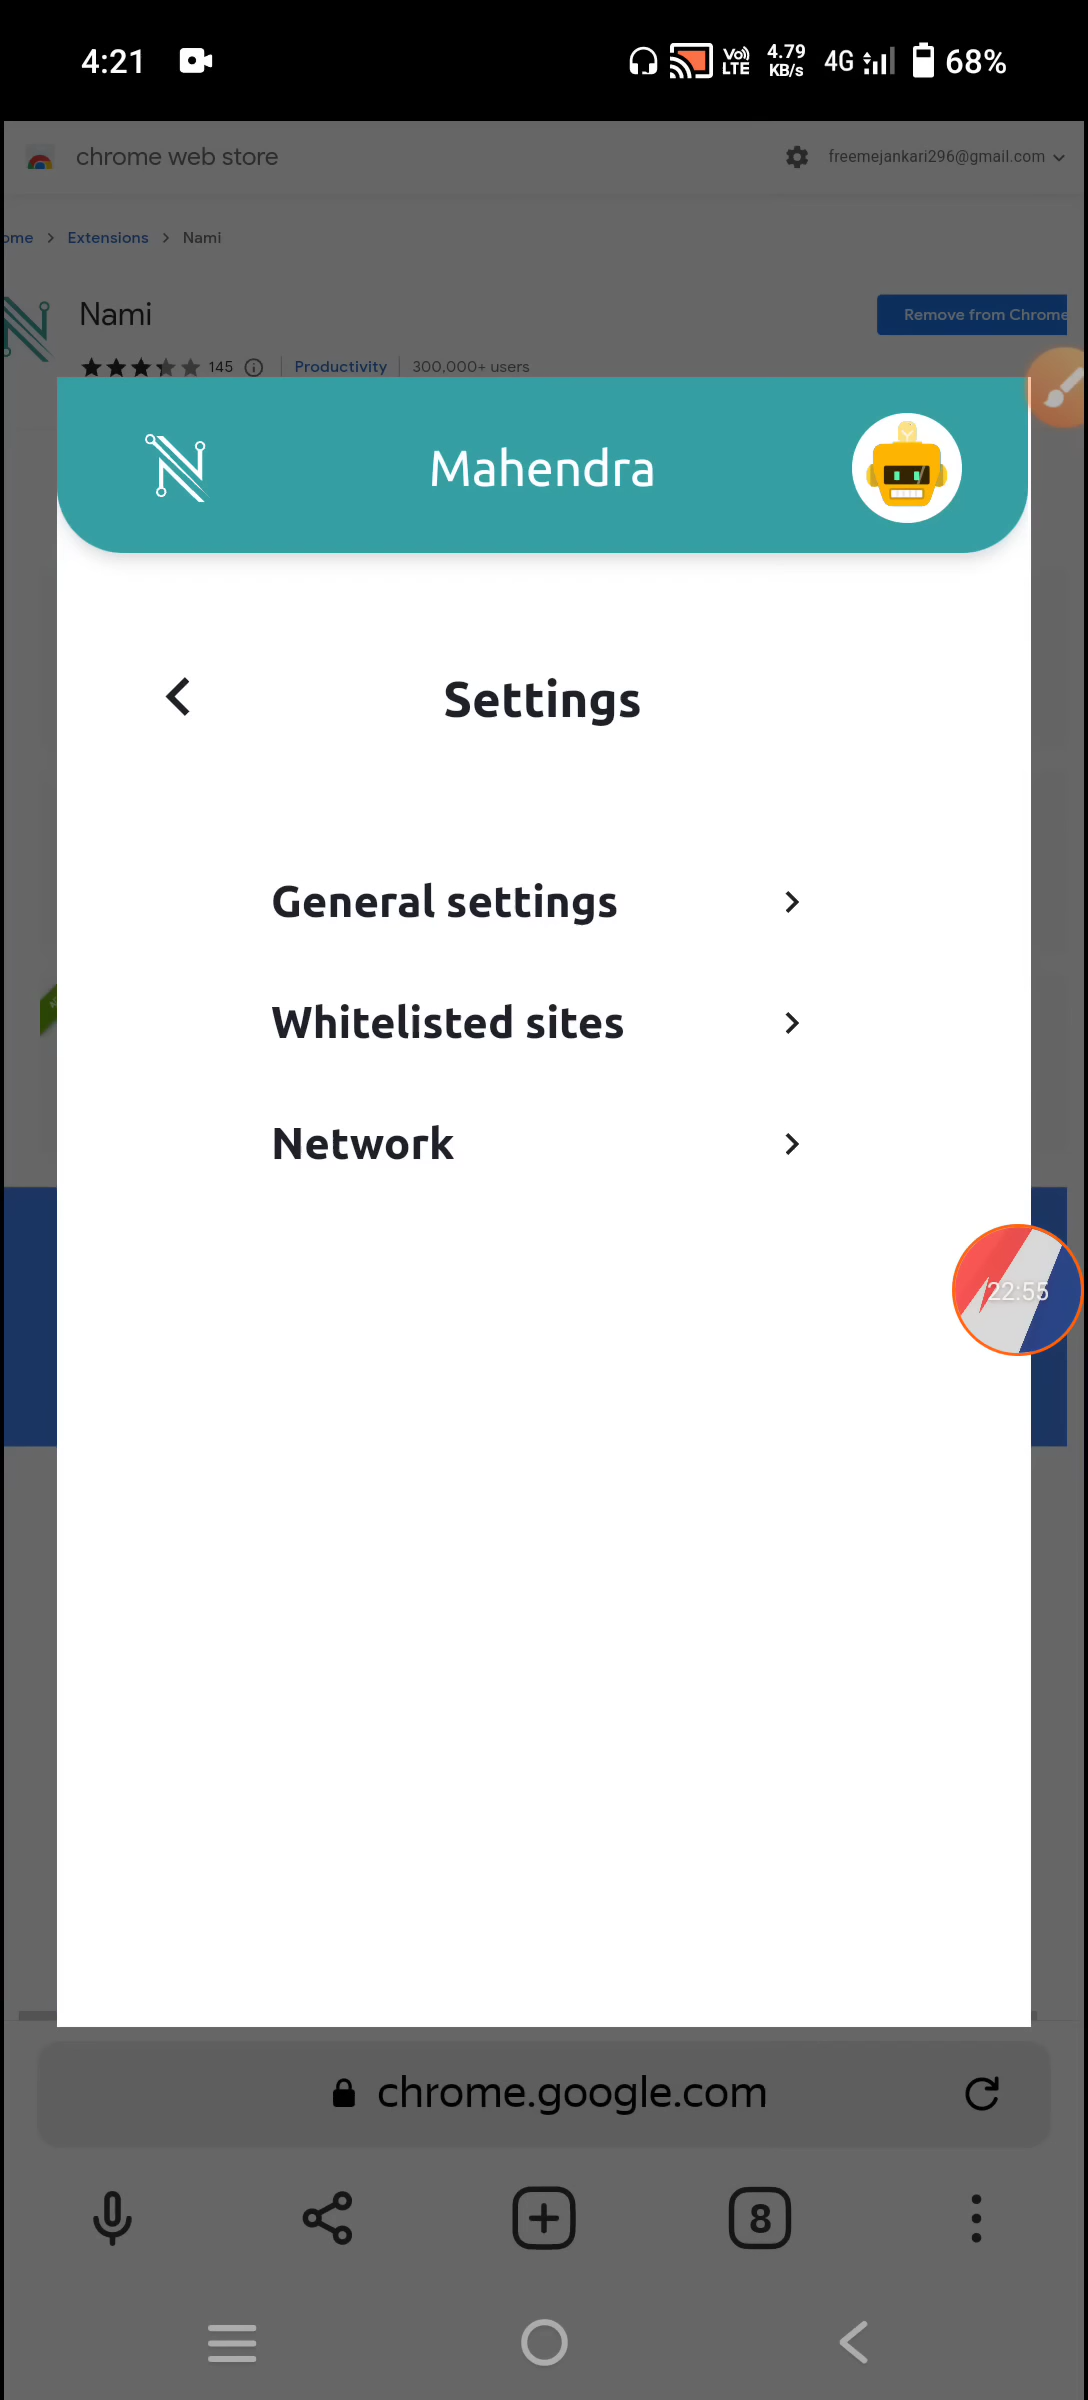 4:21
Vo) LTE
4.79 KB/s
4G
68%
chrome web store
freemejankari296@gmail.com
ome > Extensions > Nami
Nami
Remove from Chrome
145
Productivity
300,000+ users
Mahendra
Settings
General settings
Whitelisted sites
Network
22:55
chrome.google.com
8